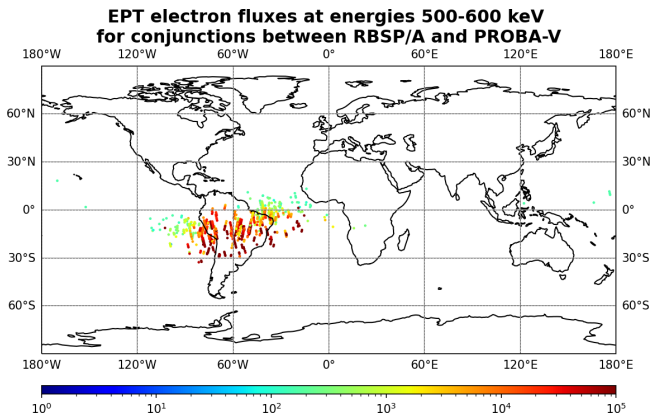 EPT electron fluxes at energies 500-600 keV
for conjunctions between RBSP/A and PROBA-V
180°W 120°W 60°W 0° 60°E 120°E 180°E
60°N 60°N
30°N 30°N
0° 0°
30°S 30°S
60°S 60°S
180°W 120°W 60°W 0° 60°E 120°E 180°E
10⁰ 10¹ 10² 10³ 10⁴ 10⁵